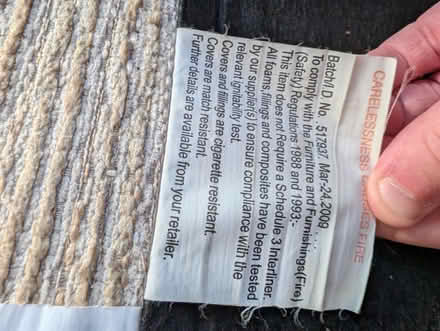 CARELESSNESS CAUSES FIRE
Batch/I.D. No. 517937 Mar-24,2009
To comply with the Furniture and Furnishings(Fire)
(Safety) Regulations 1988 and 1993:-
This item does not Require a Schedule 3 Interliner.
All foams, fillings and composites have been tested
by our supplier(s) to ensure compliance with the
relevant ignitability test.
Covers and fillings are cigarette resistant.
Covers are match resistant.
Further details are available from your retailer.